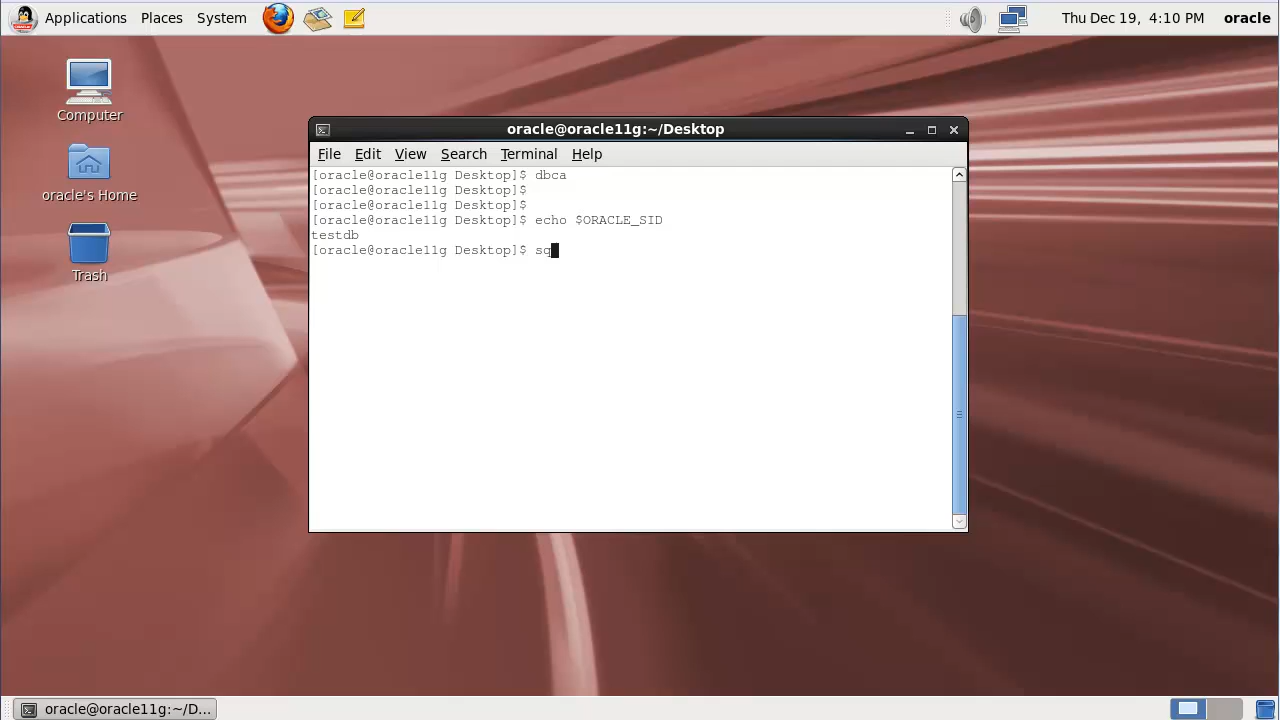 Applications Places System Thu Dec 19, 4:10 PM oracle
Computer
oracle's Home
Trash
oracle@oracle11g:~/Desktop
File Edit View Search Terminal Help
[oracle@oracle11g Desktop]$ dbca
[oracle@oracle11g Desktop]$
[oracle@oracle11g Desktop]$
[oracle@oracle11g Desktop]$ echo $ORACLE_SID
testdb
[oracle@oracle11g Desktop]$ sq
oracle@oracle11g:~/D...